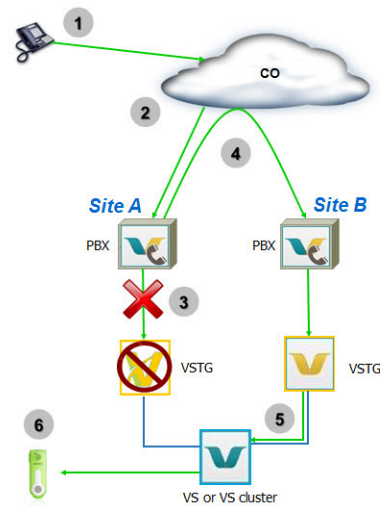 1
CO
2
4
Site A
Site B
PBX
PBX
3
VSTG
VSTG
5
6
VS or VS cluster